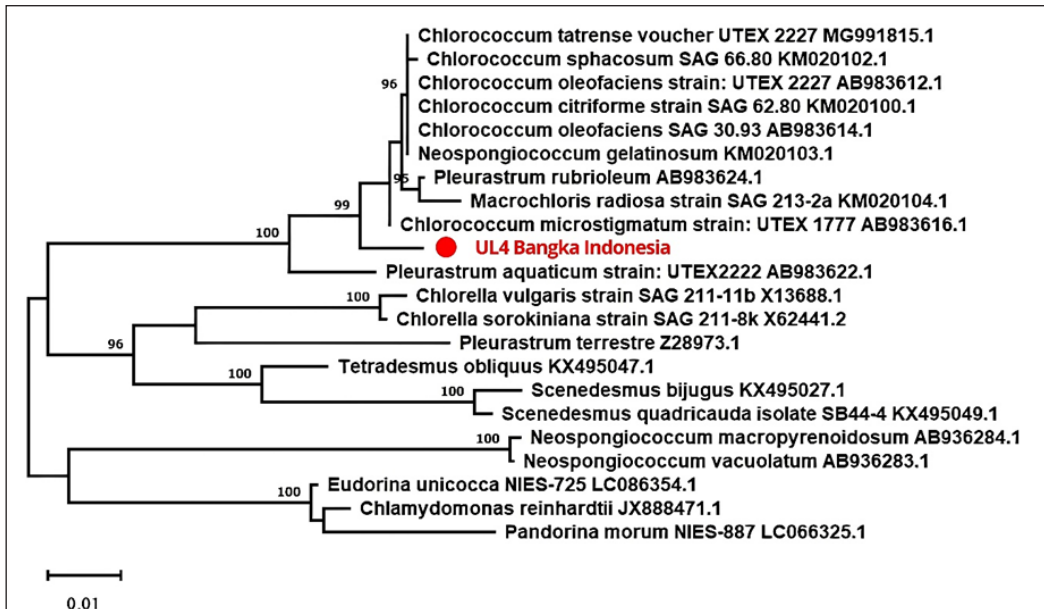 Chlorococcum tatrense voucher UTEX 2227 MG991815.1
Chlorococcum sphacosum SAG 66.80 KM020102.1
96
Chlorococcum oleofaciens strain: UTEX 2227 AB983612.1
Chlorococcum citriforme strain SAG 62.80 KM020100.1
Chlorococcum oleofaciens SAG 30.93 AB983614.1
Neospongiococcum gelatinosum KM020103.1
95
Pleurastrum rubrioleum AB983624.1
Macrochloris radiosa strain SAG 213-2a KM020104.1
99
Chlorococcum microstigmatum strain: UTEX 1777 AB983616.1
100
UL4 Bangka Indonesia
Pleurastrum aquaticum strain: UTEX2222 AB983622.1
100
Chlorella vulgaris strain SAG 211-11b X13688.1
Chlorella sorokiniana strain SAG 211-8k X62441.2
96
Pleurastrum terrestre Z28973.1
100
Tetradesmus obliquus KX495047.1
100
Scenedesmus bijugus KX495027.1
Scenedesmus quadricauda isolate SB44-4 KX495049.1
100
Neospongiococcum macropyrenoidosum AB936284.1
Neospongiococcum vacuolatum AB936283.1
100
Eudorina unicocca NIES-725 LC086354.1
Chlamydomonas reinhardtii JX888471.1
Pandorina morum NIES-887 LC066325.1
0.01